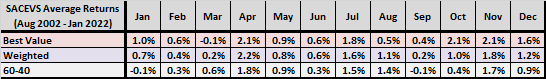 SACEVS Average Returns (Aug 2002 - Jan 2022) Jan Feb Mar Apr May Jun Jul Aug Sep Oct Nov Dec
Best Value 1.0% 0.6% -0.1% 2.1% 0.9% 0.6% 1.8% 0.5% 0.4% 2.1% 2.1% 1.6%
Weighted 0.7% 0.4% 0.2% 2.2% 0.8% 0.6% 1.6% 1.1% 0.2% 1.0% 1.8% 1.2%
60-40 -0.1% 0.3% 0.6% 1.8% 0.9% 0.3% 1.5% 1.4% -0.1% 0.4% 1.7% 0.9%